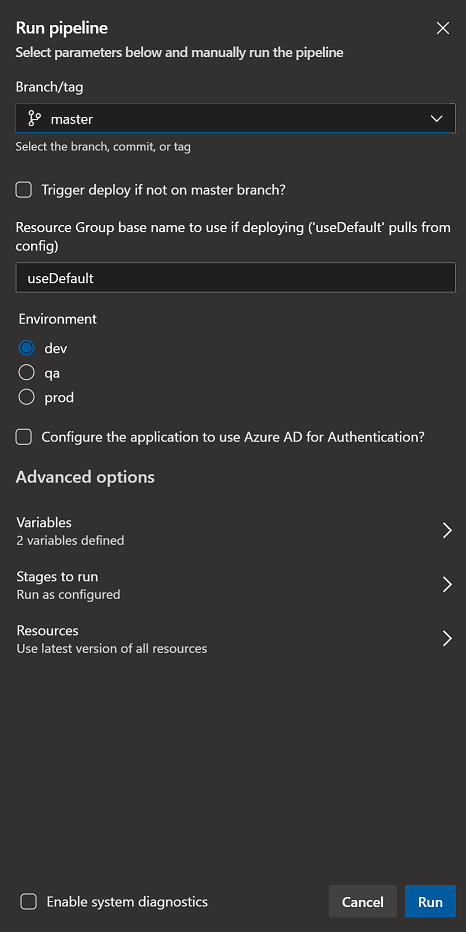 Run pipeline
Select parameters below and manually run the pipeline
Branch/tag
master
Select the branch, commit, or tag
Trigger deploy if not on master branch?
Resource Group base name to use if deploying ('useDefault' pulls from
config)
useDefault
Environment
dev
qa
prod
Configure the application to use Azure AD for Authentication?
Advanced options
Variables
2 variables defined
Stages to run
Run as configured
Resources
Use latest version of all resources
Enable system diagnostics
Cancel
Run